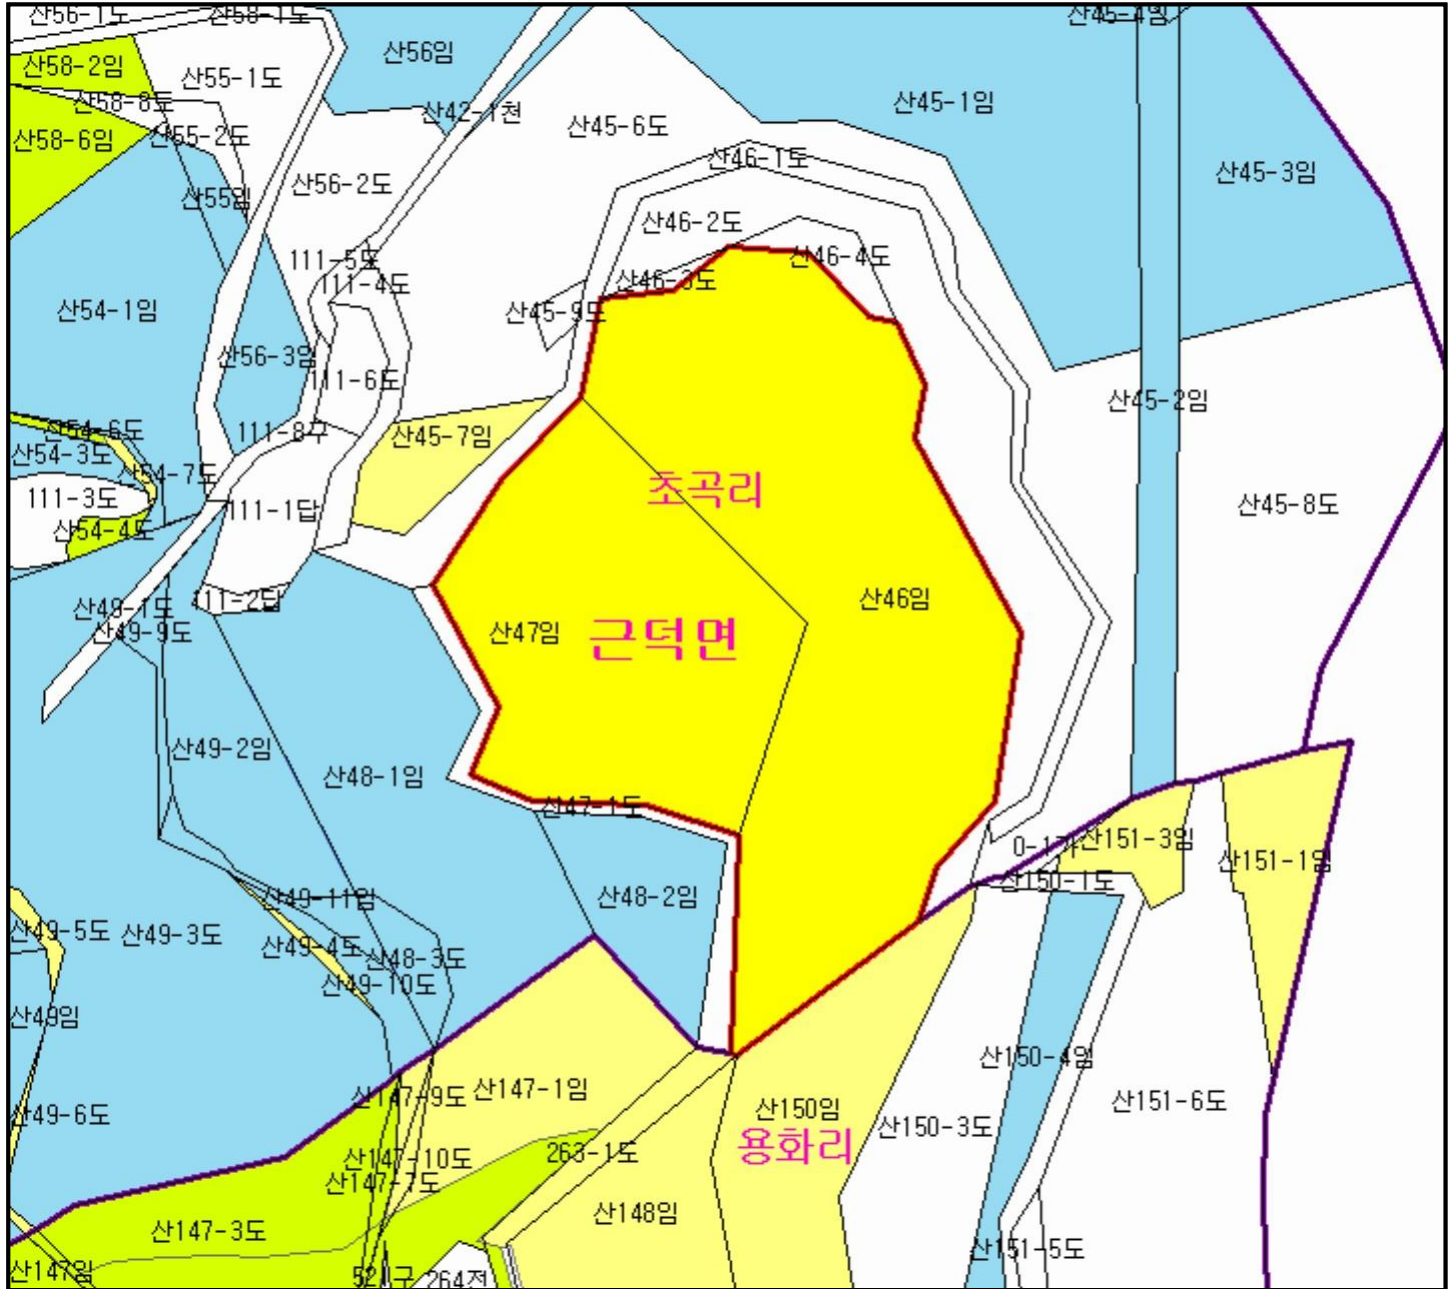 산56-1도
산58-1도
산45-4임
산58-2임
산55-1도
산56임
산58-8도
산42-1천
산45-6도
산45-1임
산58-6임
산55-2도
산46-1도
산45-3임
산55임
산56-2도
산46-2도
111-5도
산46-4도
111-4도
산46-3도
산54-1임
산45-9도
산56-3임
111-6도
산45-2임
산54-6도
111-8구
산45-7임
산54-3도
산54-7도
초곡리
111-3도
111-1답
산45-8도
산54-4도
산49-1도
111-2답
산46임
산49-9도
산47임
근덕면
산49-2임
산48-1임
산47-1도
산151-3임
산151-1임
산150-1도
산49-11임
산48-2임
산49-5도
산49-3도
산49-4도
산48-3도
산49-10도
산49임
산150-4임
산147-1임
산147-9도
산150임
산151-6도
산49-6도
산150-3도
용화리
263-1도
산147-10도
산147-7도
산148임
산147-3도
산151-5도
산147임
264전